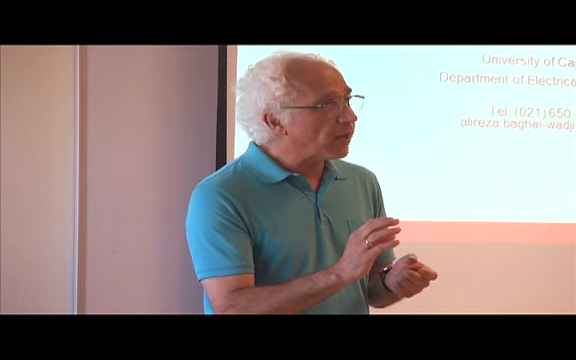 University of Ca
Department of Electrica
Tel (021) 650
alireza baghai-wadji